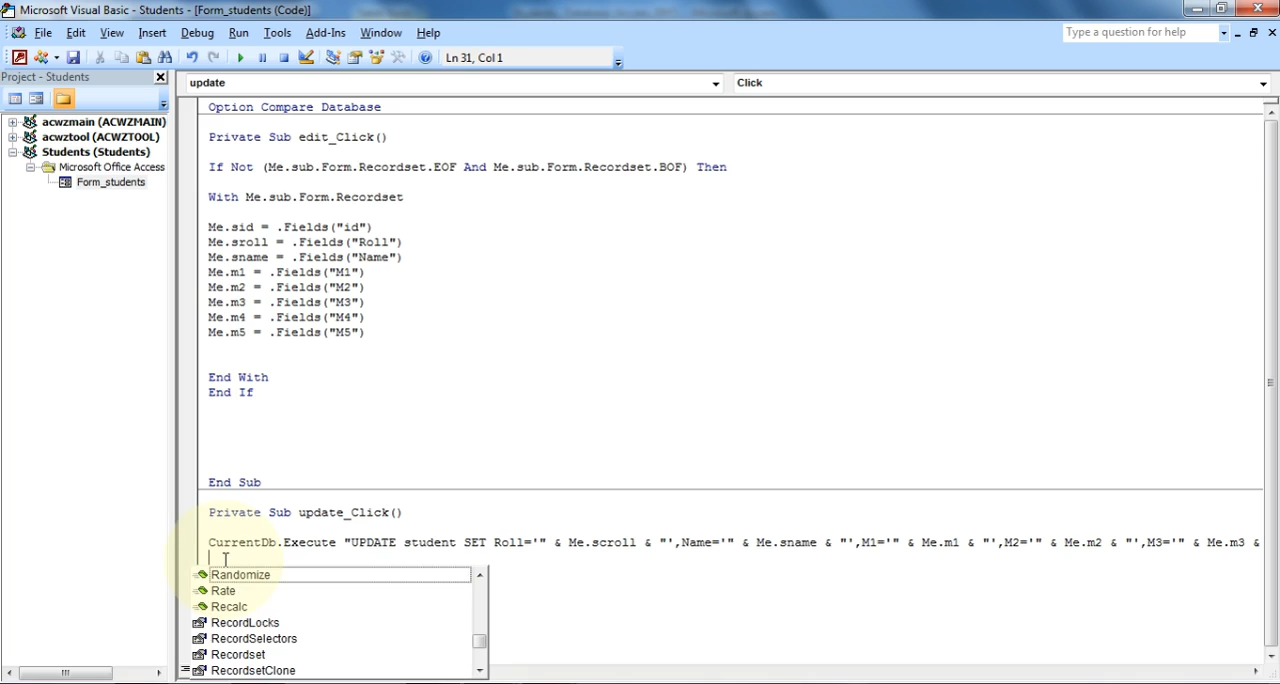 Microsoft Visual Basic - Students - [Form_students (Code)]
File Edit View Insert Debug Run Tools Add-Ins Window Help
Type a question for help
Ln 31, Col 1
Project - Students
update
Click
acwzmain (ACWZMAIN)
acwztool (ACWZTOOL)
Students (Students)
Microsoft Office Access
Form_students
Option Compare Database
Private Sub edit_Click()
If Not (Me.sub.Form.Recordset.EOF And Me.sub.Form.Recordset.BOF) Then
With Me.sub.Form.Recordset
Me.sid = .Fields("id")
Me.sroll = .Fields("Roll")
Me.sname = .Fields("Name")
Me.m1 = .Fields("M1")
Me.m2 = .Fields("M2")
Me.m3 = .Fields("M3")
Me.m4 = .Fields("M4")
Me.m5 = .Fields("M5")
End With
End If
End Sub
Private Sub update_Click()
CurrentDb.Execute "UPDATE student SET Roll='" & Me.scroll & "',Name='" & Me.sname & "',M1='" & Me.m1 & "',M2='" & Me.m2 & "',M3='" & Me.m3 &
Randomize
Rate
Recalc
RecordLocks
RecordSelectors
Recordset
RecordsetClone